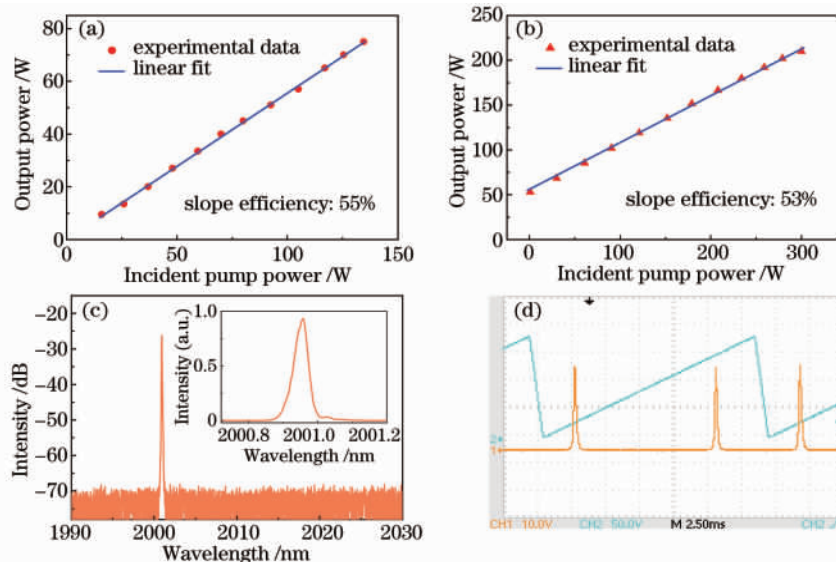 (a)
experimental data
linear fit
slope efficiency: 55%
Output power /W
80
60
40
20
0
0
50
100
150
Incident pump power /W
(b)
experimental data
linear fit
slope efficiency: 53%
Output power /W
250
200
150
100
50
0
0
100
200
300
Incident pump power /W
(c)
Intensity /dB
−20
−30
−40
−50
−60
−70
1990
2000
2010
2020
2030
Wavelength /nm
Intensity (a.u.)
1.0
0.5
0
2000.8
2001.0
2001.2
Wavelength /nm
(d)
2
1
CH1 10.0V
CH2 50.0V
M 2.50ms
CH2